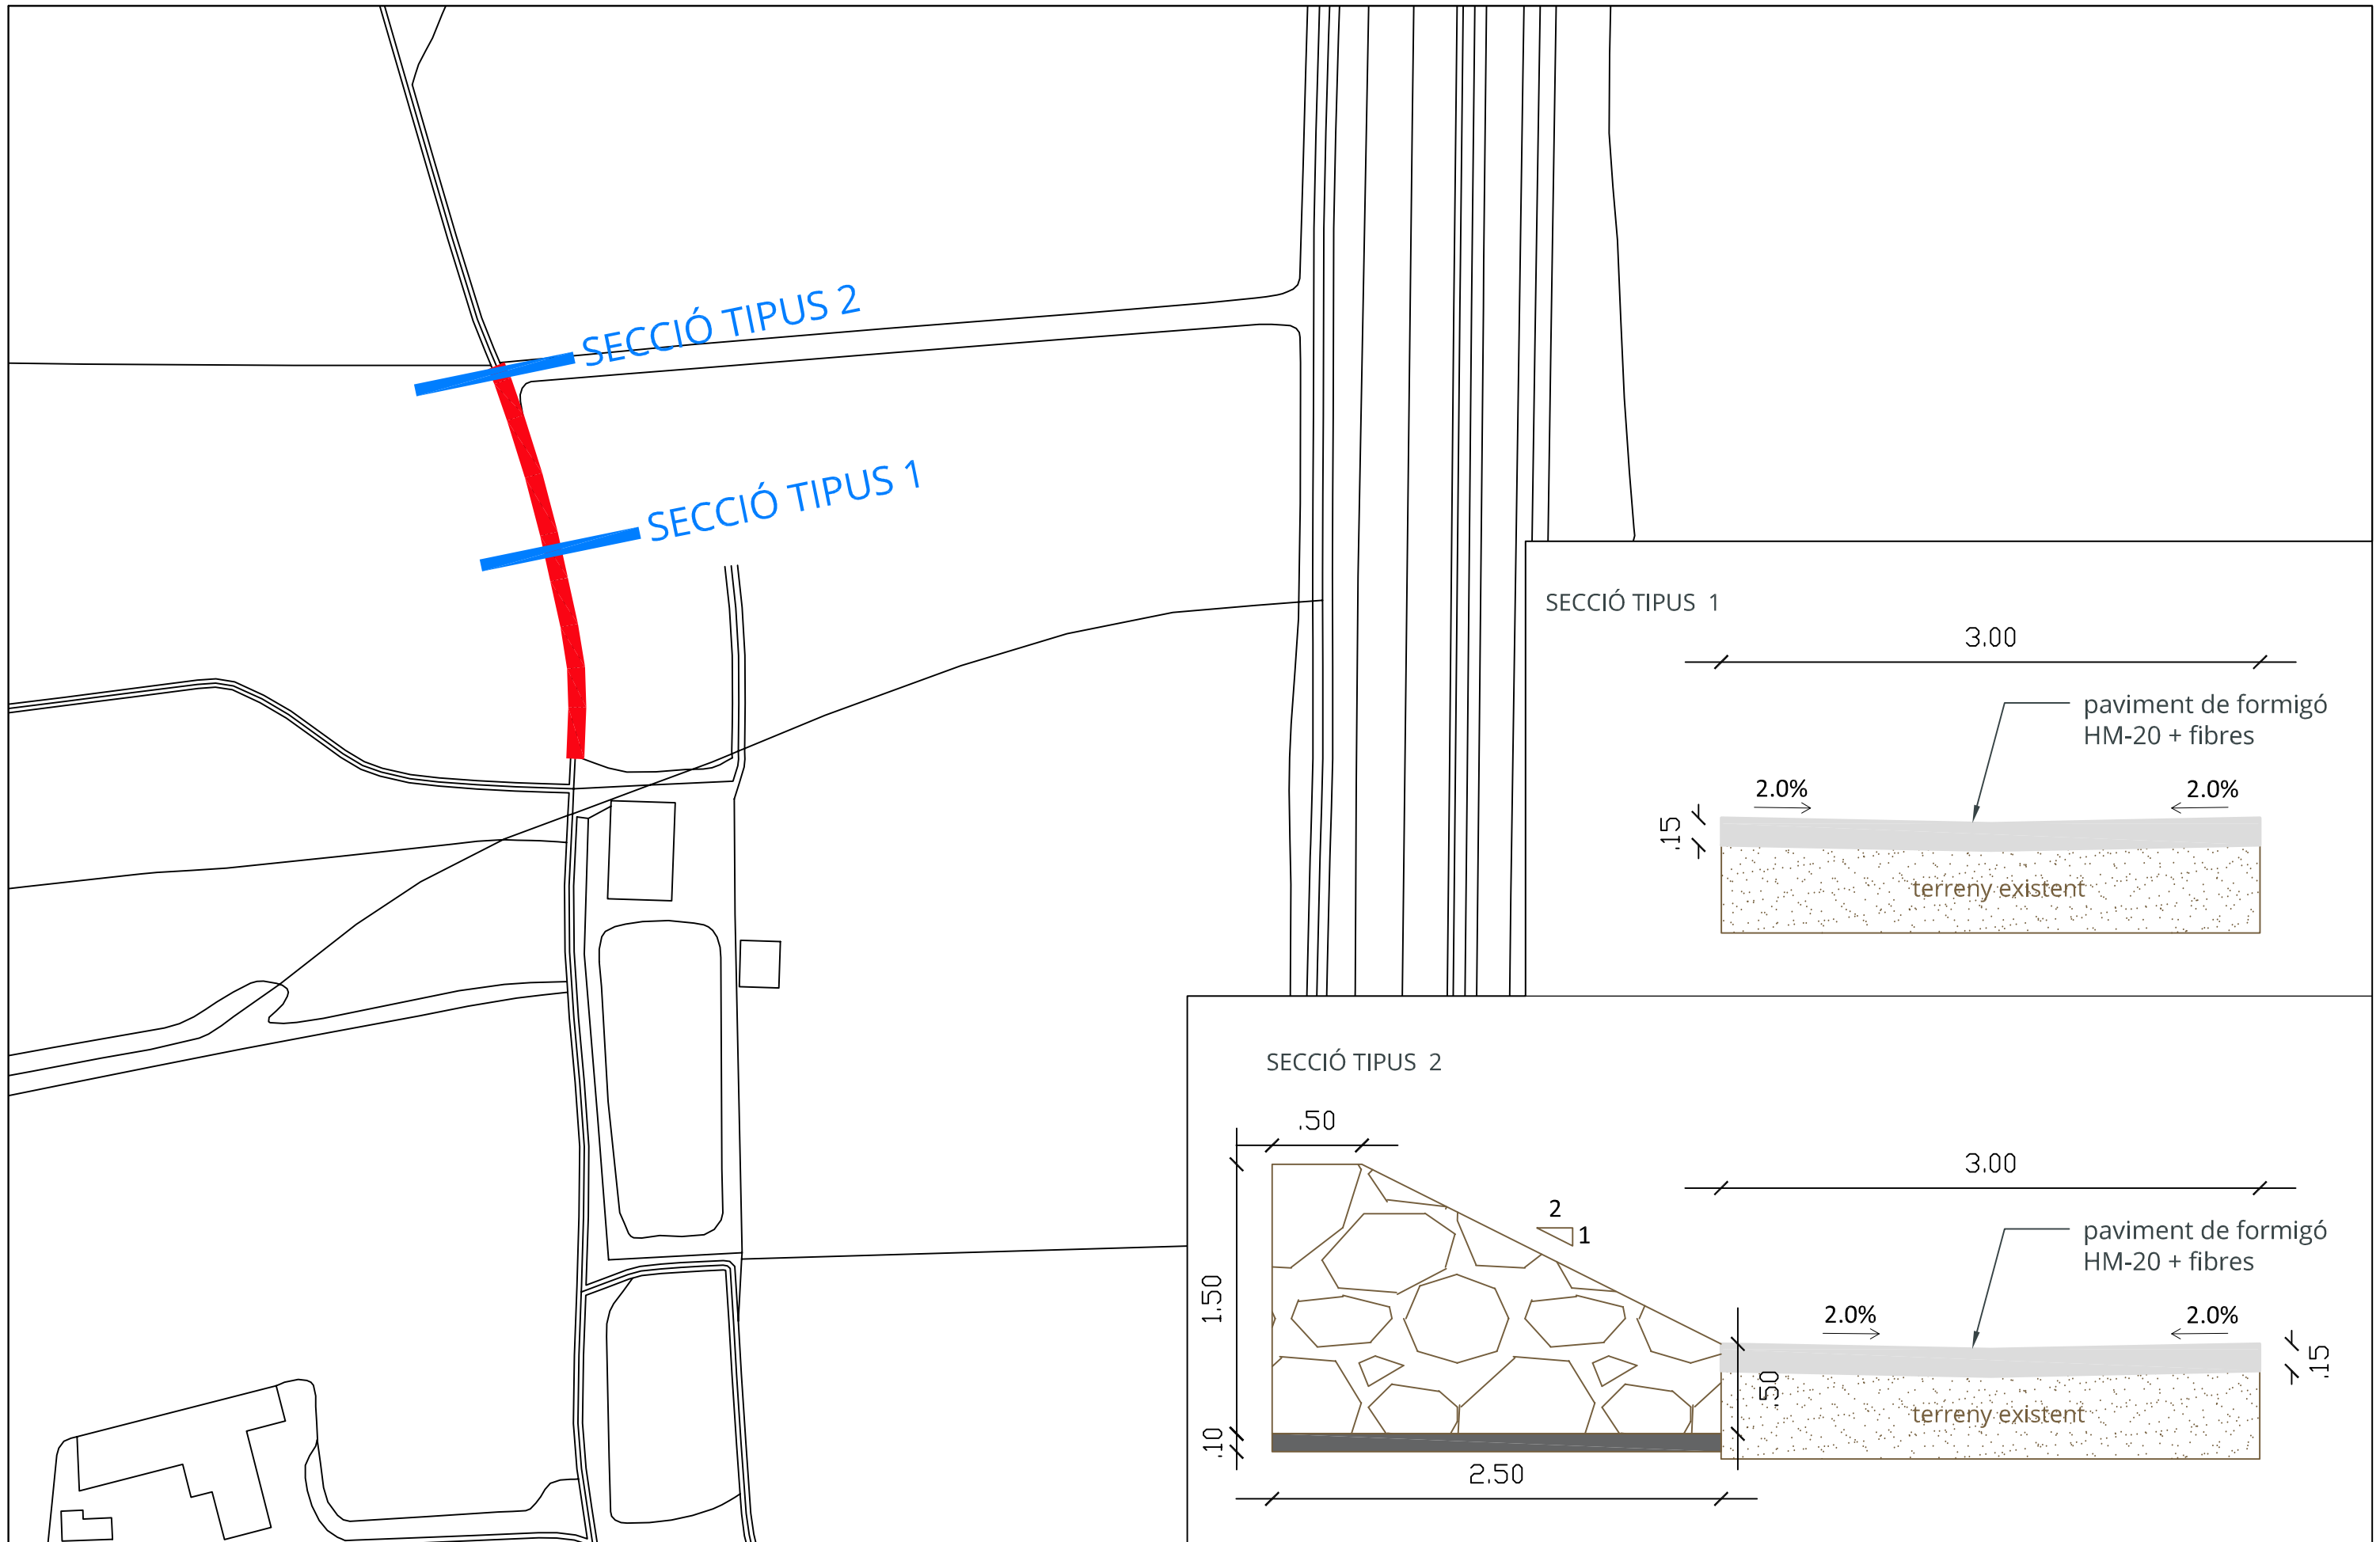 SECCIÓ TIPUS 2
SECCIÓ TIPUS 1
SECCIÓ TIPUS 1
3.00
paviment de formigó
HM-20 + fibres
2.0%
2.0%
.15
terreny existent
SECCIÓ TIPUS 2
.50
3.00
2
1
paviment de formigó
HM-20 + fibres
1.50
2.0%
2.0%
.15
.50
terreny existent
.10
2.50